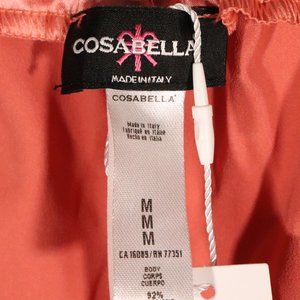 COSABELLA
MADE IN ITALY
COSABELLA
Made in Italy
Fabriqué en Italie
Hecho en Italia
M
M
M
CA 16089/RN 77351
BODY
CORPS
CUERPO
92%